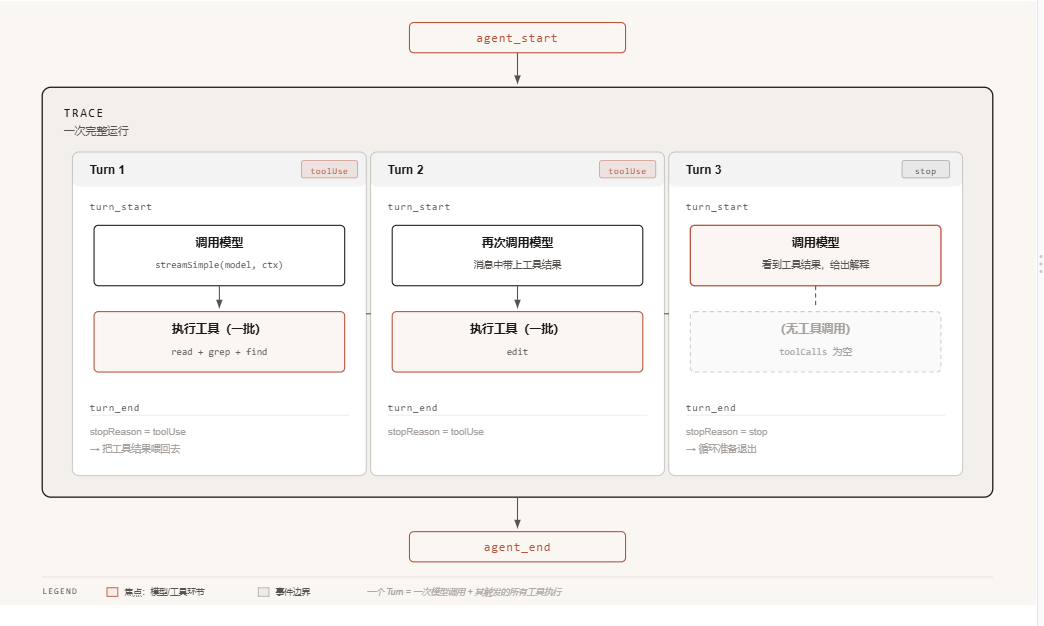 agent_start
TRACE
一次完整运行
Turn 1
toolUse
turn_start
调用模型
streamSimple(model, ctx)
执行工具（一批）
read + grep + find
turn_end
stopReason = toolUse
→ 把工具结果喂回去
Turn 2
toolUse
turn_start
再次调用模型
消息中带上工具结果
执行工具（一批）
edit
turn_end
stopReason = toolUse
Turn 3
stop
turn_start
调用模型
看到工具结果，给出解释
(无工具调用)
toolCalls 为空
turn_end
stopReason = stop
→ 循环准备退出
agent_end
LEGEND
焦点：模型/工具环节
事件边界
一个 Turn = 一次模型调用 + 其触发的所有工具执行